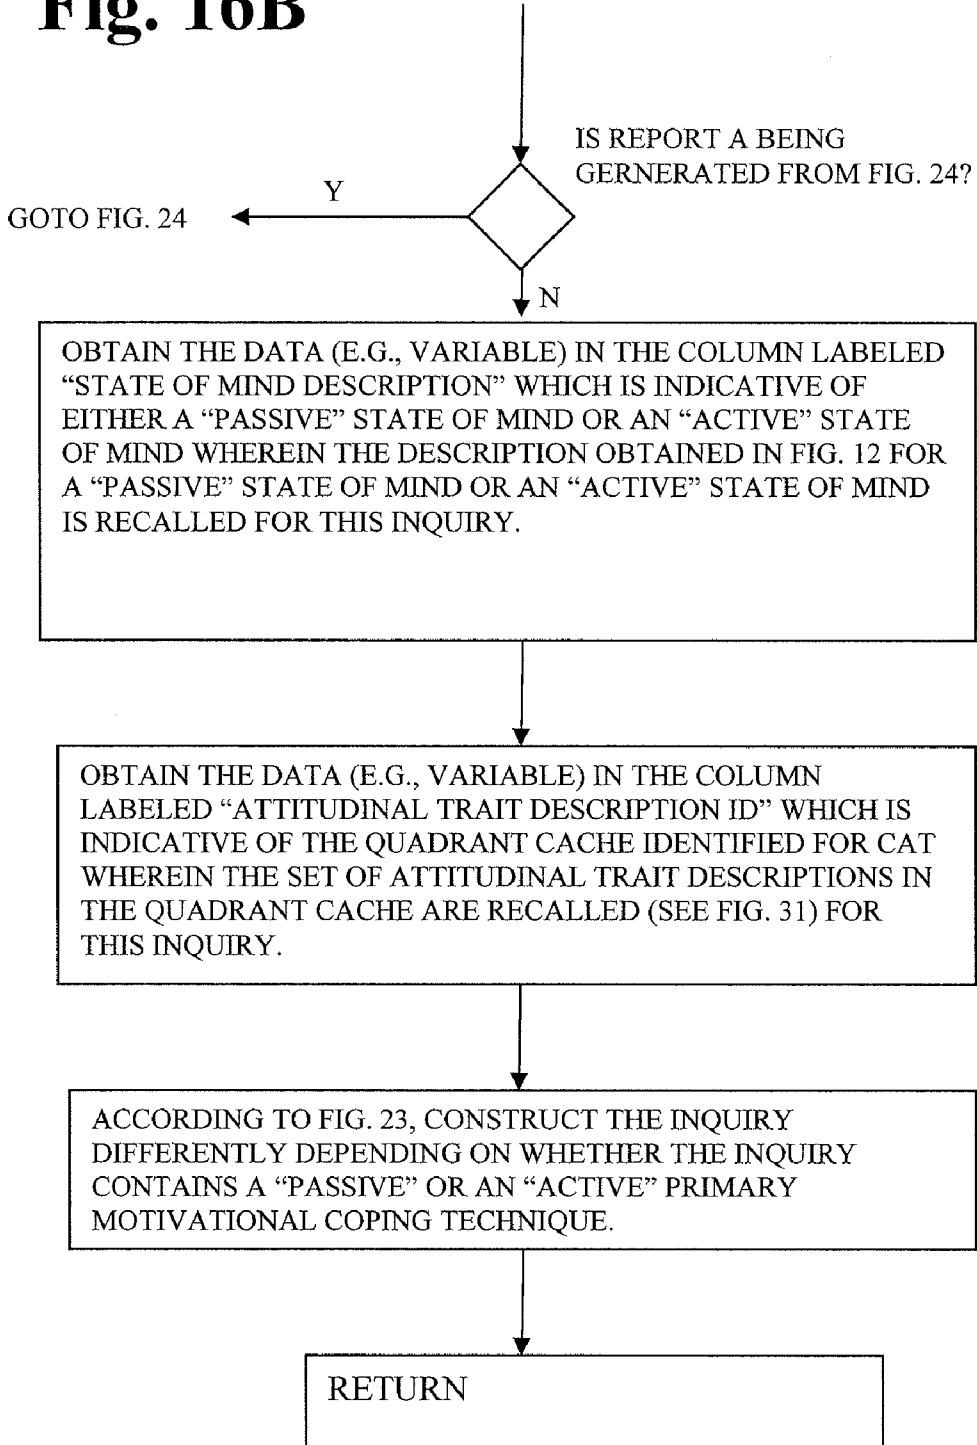 Fig. 16B
IS REPORT A BEING
GERNERATED FROM FIG. 24?
Y
GOTO FIG. 24
N
OBTAIN THE DATA (E.G., VARIABLE) IN THE COLUMN LABELED
“STATE OF MIND DESCRIPTION” WHICH IS INDICATIVE OF
EITHER A “PASSIVE” STATE OF MIND OR AN “ACTIVE” STATE
OF MIND WHEREIN THE DESCRIPTION OBTAINED IN FIG. 12 FOR
A “PASSIVE” STATE OF MIND OR AN “ACTIVE” STATE OF MIND
IS RECALLED FOR THIS INQUIRY.
OBTAIN THE DATA (E.G., VARIABLE) IN THE COLUMN
LABELED “ATTITUDINAL TRAIT DESCRIPTION ID” WHICH IS
INDICATIVE OF THE QUADRANT CACHE IDENTIFIED FOR CAT
WHEREIN THE SET OF ATTITUDINAL TRAIT DESCRIPTIONS IN
THE QUADRANT CACHE ARE RECALLED (SEE FIG. 31) FOR
THIS INQUIRY.
ACCORDING TO FIG. 23, CONSTRUCT THE INQUIRY
DIFFERENTLY DEPENDING ON WHETHER THE INQUIRY
CONTAINS A “PASSIVE” OR AN “ACTIVE” PRIMARY
MOTIVATIONAL COPING TECHNIQUE.
RETURN